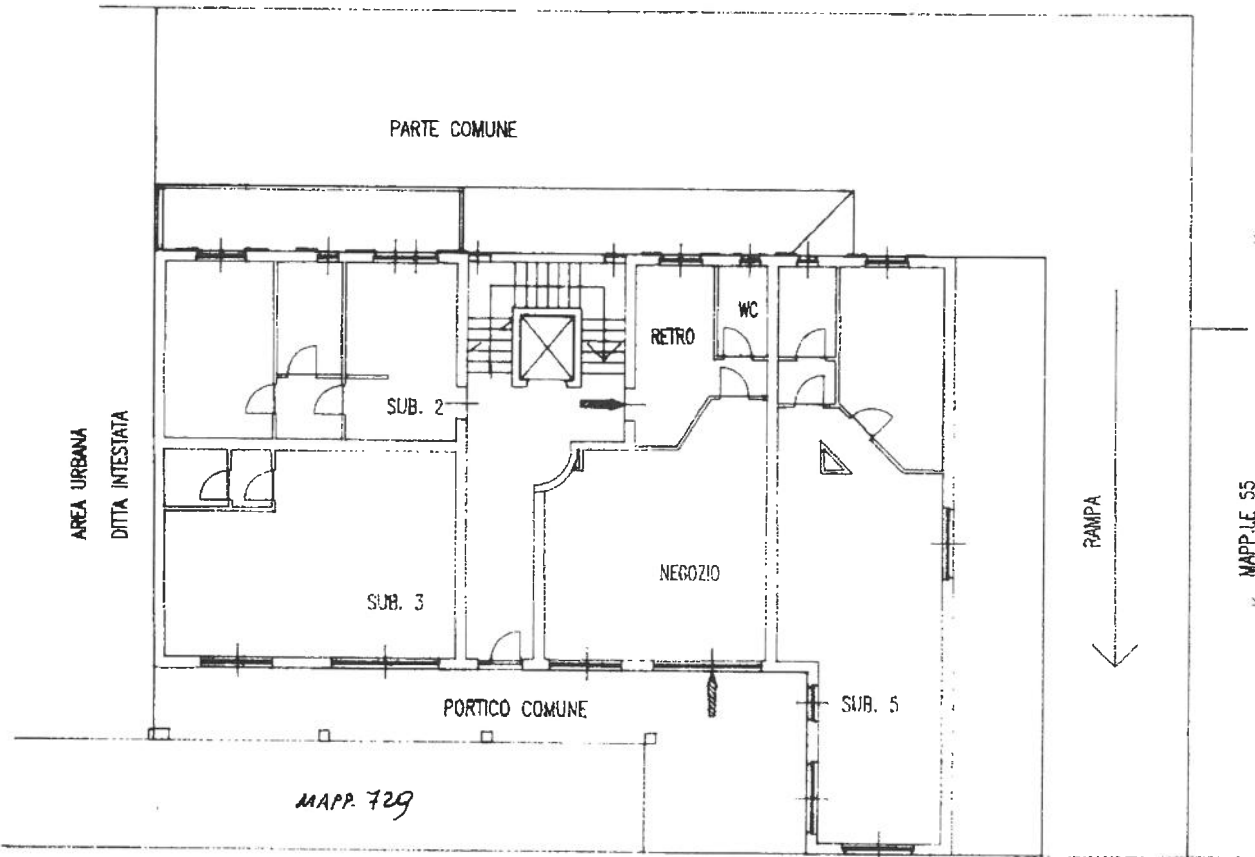 PARTE COMUNE
RETRO
WC
SUB. 2
AREA URBANA
DITTA INTESTATA
RAMPA
MAPP.LE 55
NEGOZIO
SUB. 3
SUB. 5
PORTICO COMUNE
MAPP. 729